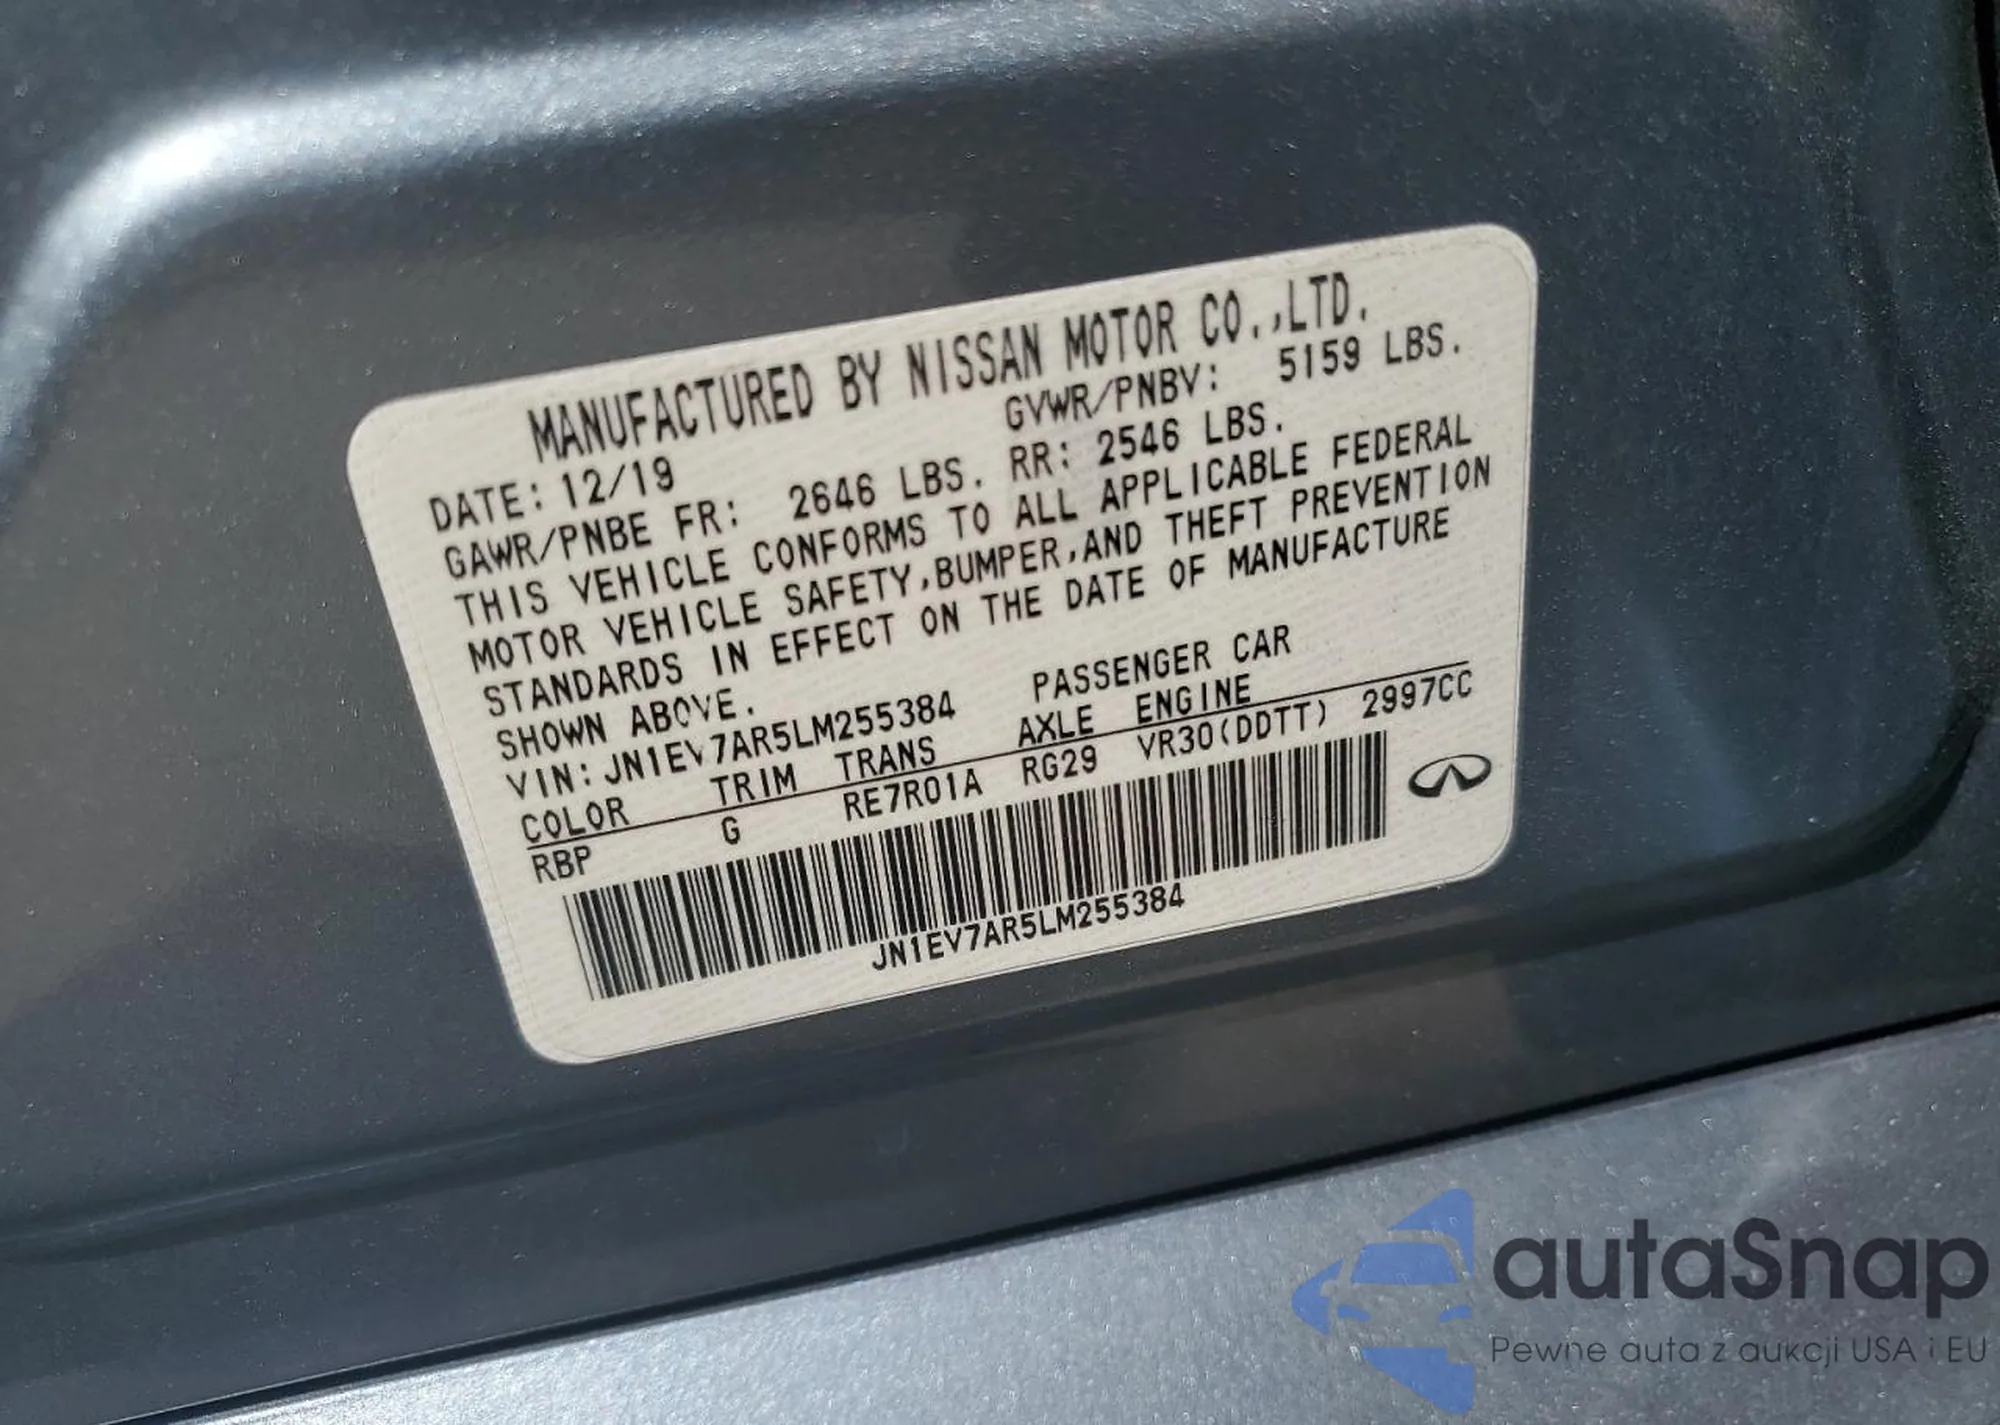 MANUFACTURED BY NISSAN MOTOR CO.,LTD.
DATE: 12/19 GVWR/PNBV: 5159 LBS.
GAWR/PNBE FR: 2646 LBS. RR: 2546 LBS.
THIS VEHICLE CONFORMS TO ALL APPLICABLE FEDERAL
MOTOR VEHICLE SAFETY,BUMPER,AND THEFT PREVENTION
STANDARDS IN EFFECT ON THE DATE OF MANUFACTURE
SHOWN ABOVE.
VIN: JN1EV7AR5LM255384 PASSENGER CAR
COLOR TRIM TRANS AXLE ENGINE
RBP G RE7R01A RG29 VR30(DDTT) 2997CC
JN1EV7AR5LM255384
autaSnap
Pewne auta z aukcji USA i EU